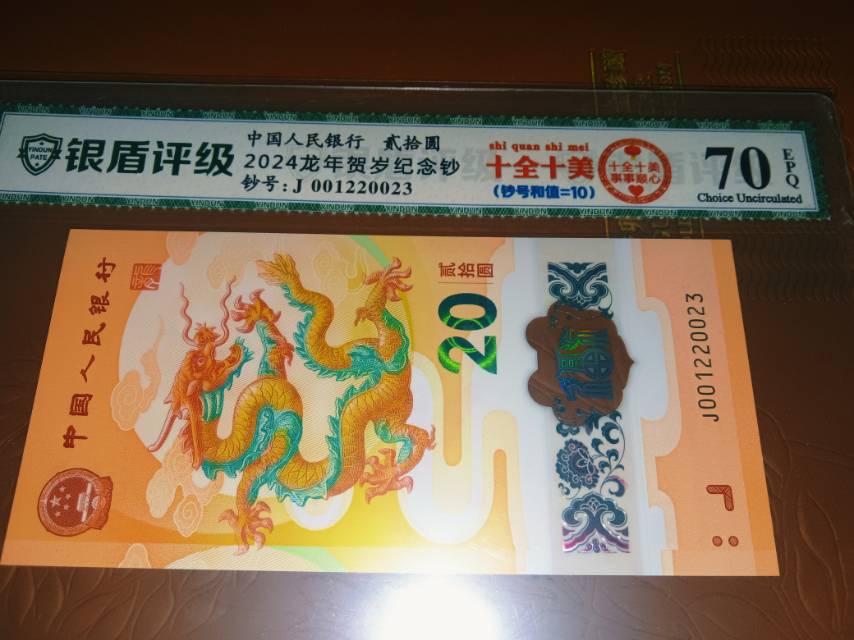 YINDUN
PATE
银盾评级
中国人民银行 贰拾圆
2024龙年贺岁纪念钞
钞号:J 001220023
shi quan shi mei
十全十美
(钞号和值=10)
十全十美
事事顺心
70
EPQ
Choice Uncirculated
中国人民银行
贰拾圆
20
J001220023